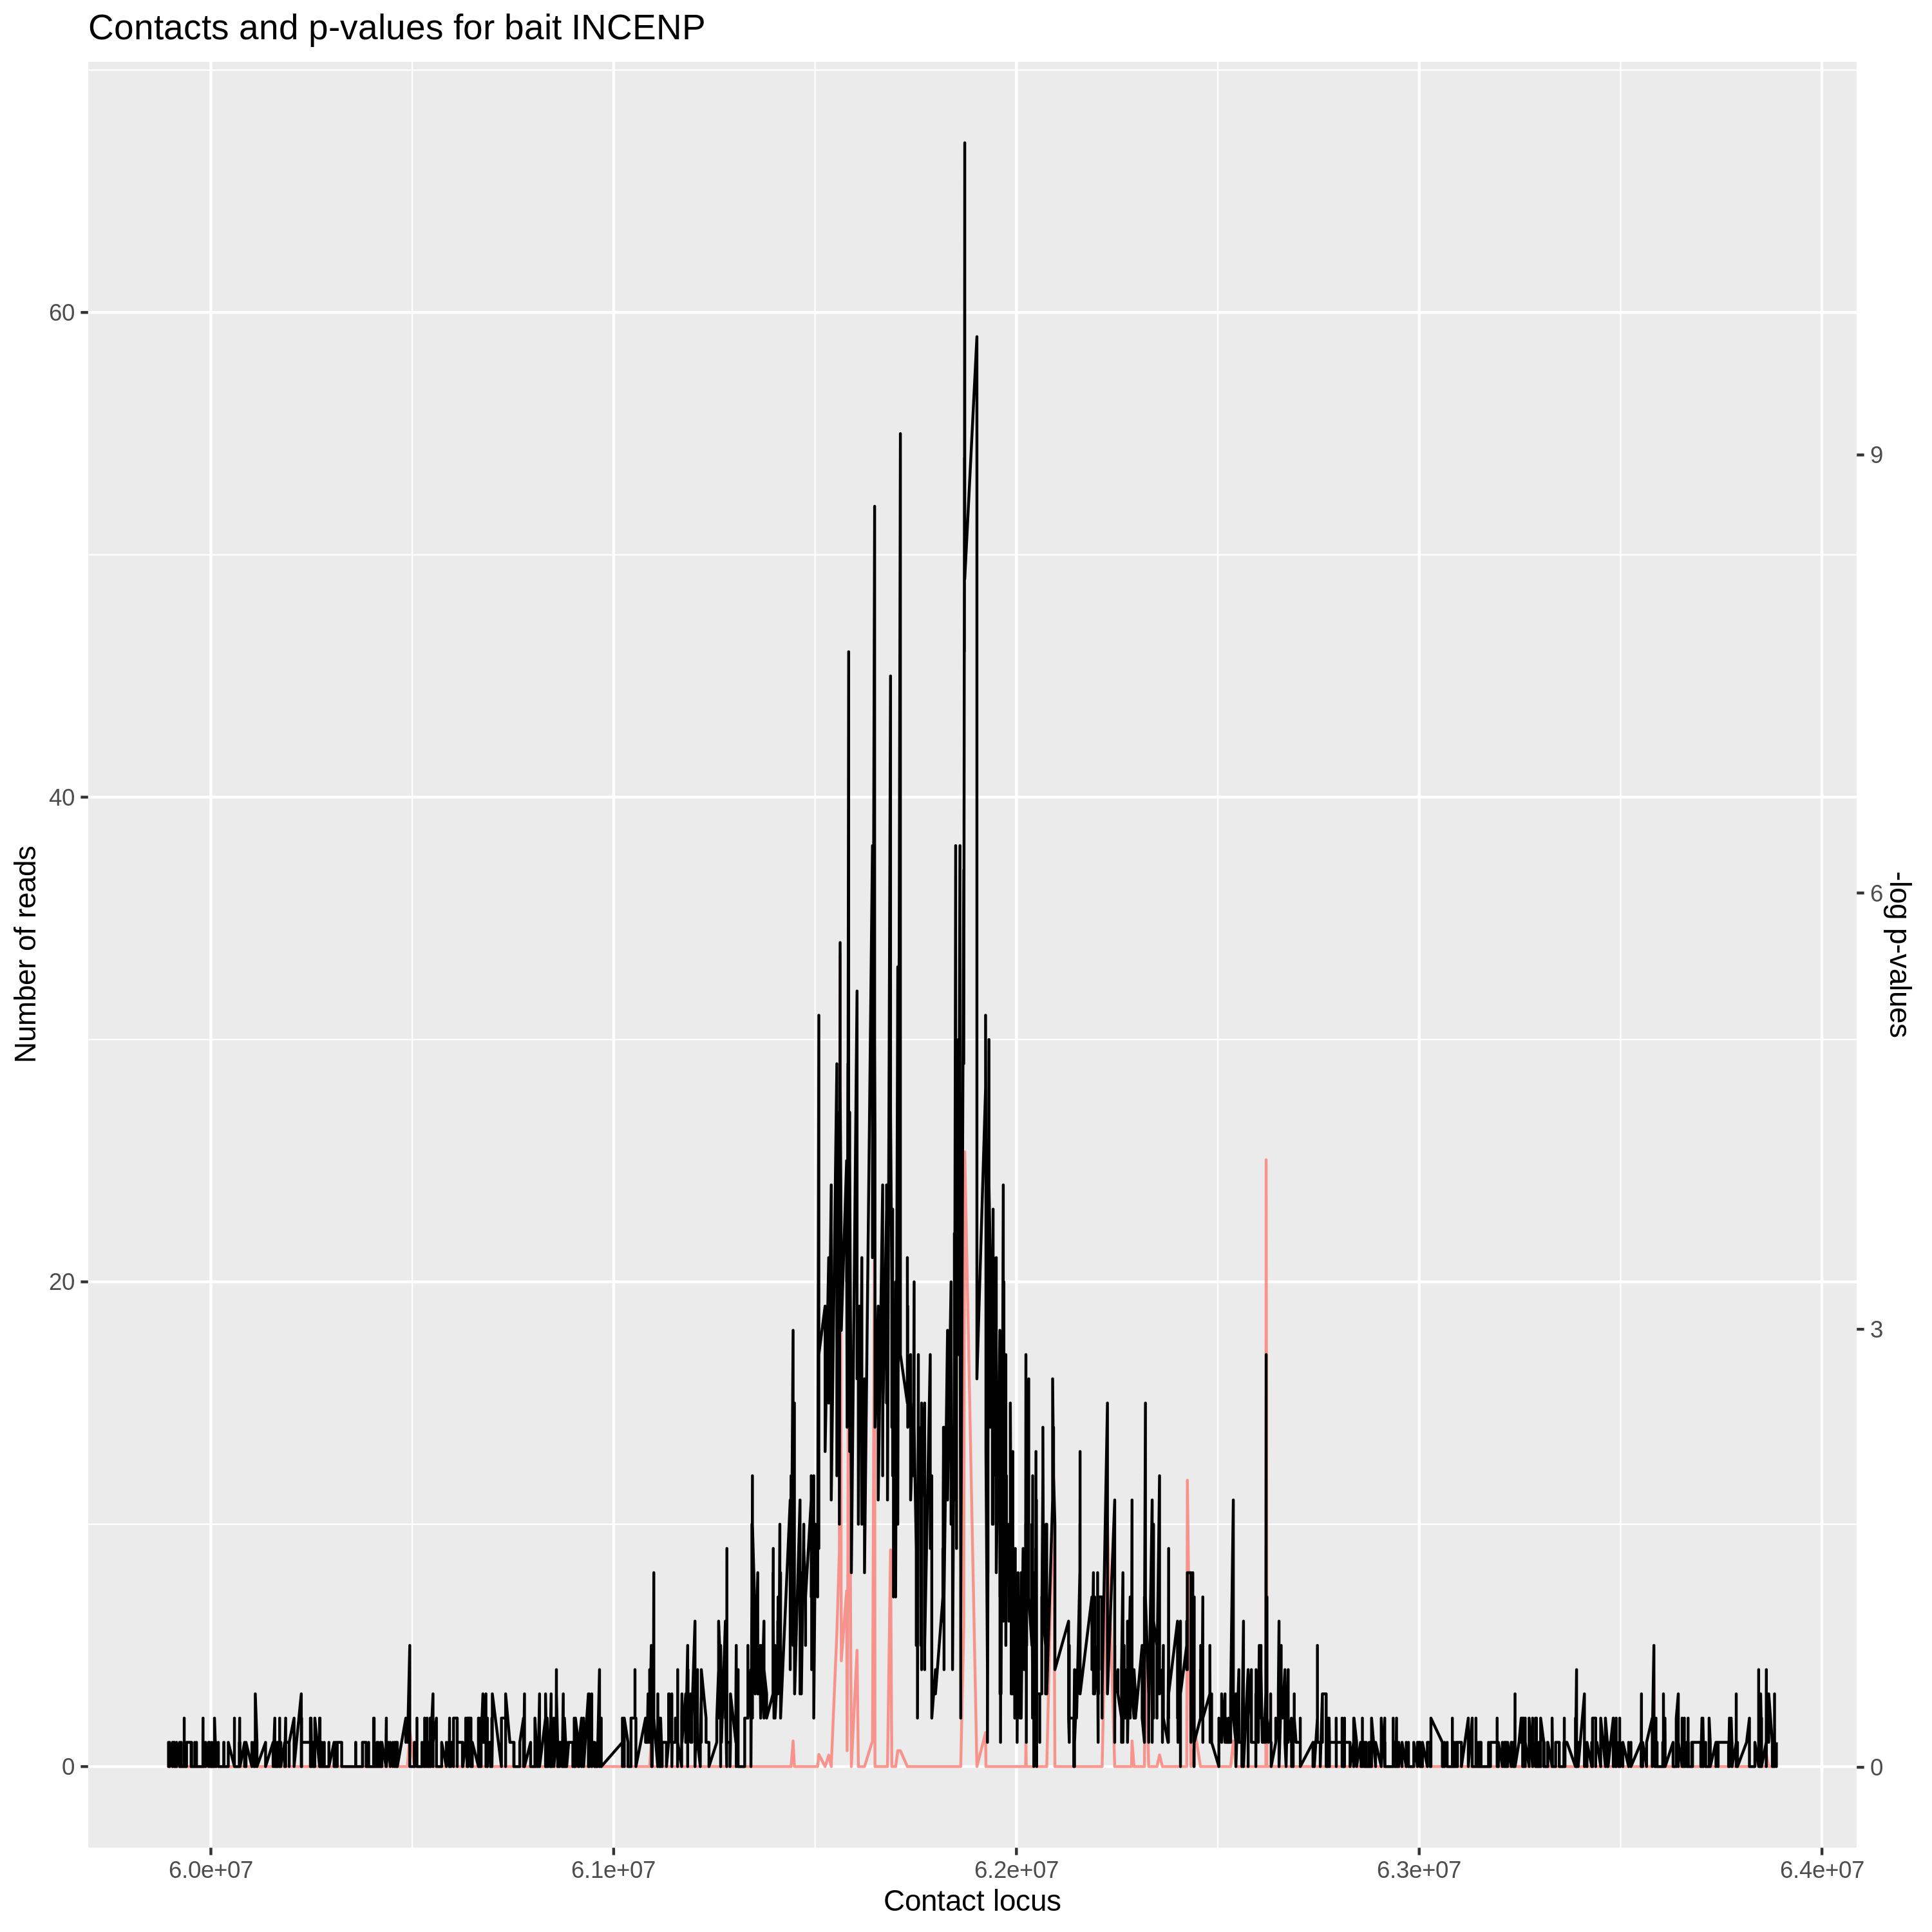 Contacts and p-values for bait INCENP
60
40
20
0
Number of reads
9
6
3
0
-log p-values
6.0e+07
6.1e+07
6.2e+07
6.3e+07
6.4e+07
Contact locus